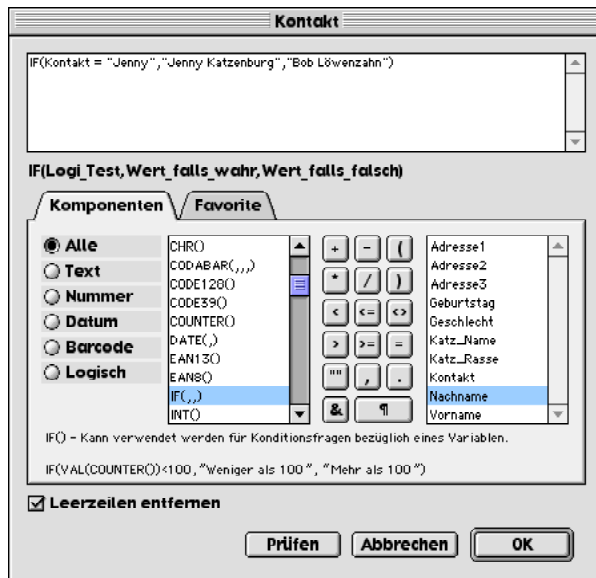 Kontakt
IF(Kontakt = "Jenny","Jenny Katzenburg","Bob Löwenzahn")
IF(Logi_Test,Wert_falls_wahr,Wert_falls_falsch)
Komponenten
Favorite
Alle
Text
Nummer
Datum
Barcode
Logisch
CHR()
CODABAR(,,,)
CODE128()
CODE39()
COUNTER()
DATE(,)
EAN13()
EAN8()
IF(,,)
INT()
+ - (
* / )
< <= <>
> >= =
"" , .
& ¶
Adresse1
Adresse2
Adresse3
Geburtstag
Geschlecht
Katz_Name
Katz_Rasse
Kontakt
Nachname
Vorname
IF() - Kann verwendet werden für Konditionsfragen bezüglich eines Variablen.
IF(VAL(COUNTER())<100,"Weniger als 100", "Mehr als 100")
Leerzeilen entfernen
Prüfen
Abbrechen
OK